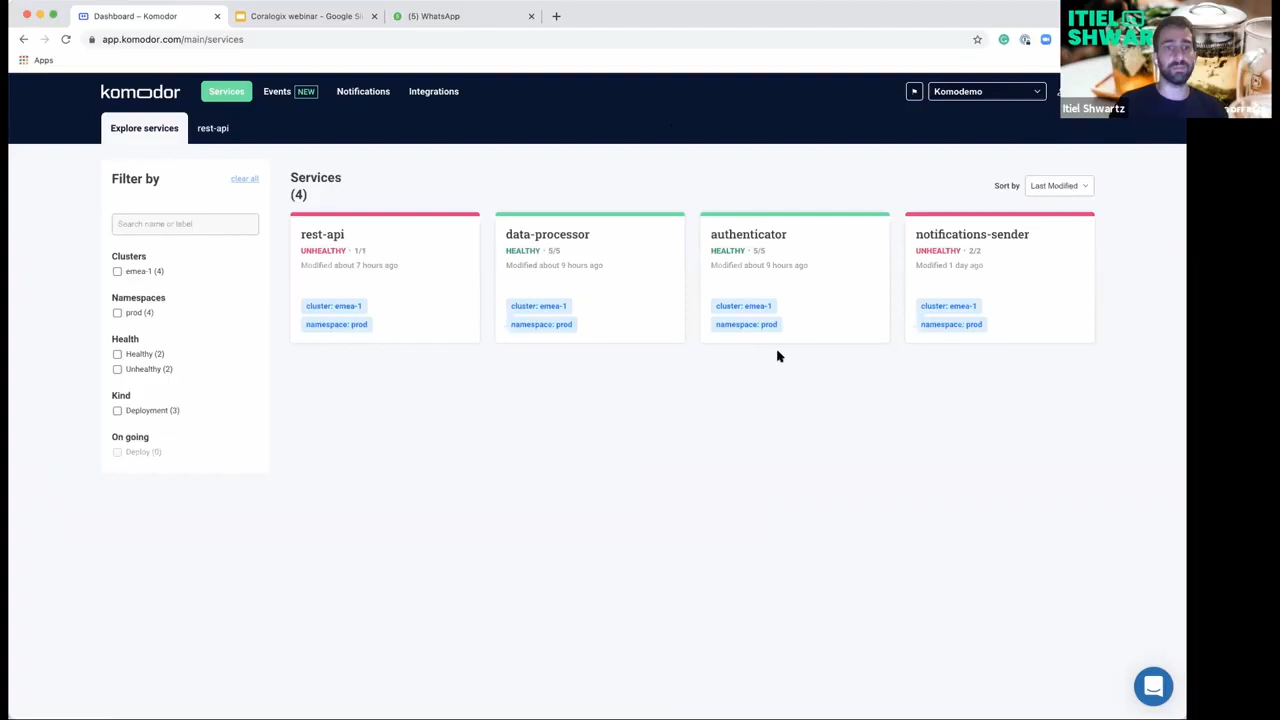 Dashboard – Komodor
Coralogix webinar - Google Sl
(5) WhatsApp
app.komodor.com/main/services
Apps
komodor
Services
Events NEW
Notifications
Integrations
Komodemo
ITIEL
SHWAR
Itiel Shwartz
Explore services
rest-api
Filter by
clear all
Search name or label
Clusters
emea-1 (4)
Namespaces
prod (4)
Health
Healthy (2)
Unhealthy (2)
Kind
Deployment (3)
On going
Deploy (0)
Services
(4)
Sort by
Last Modified
rest-api
UNHEALTHY · 1/1
Modified about 7 hours ago
cluster: emea-1
namespace: prod
data-processor
HEALTHY · 5/5
Modified about 9 hours ago
cluster: emea-1
namespace: prod
authenticator
HEALTHY · 5/5
Modified about 9 hours ago
cluster: emea-1
namespace: prod
notifications-sender
UNHEALTHY · 2/2
Modified 1 day ago
cluster: emea-1
namespace: prod